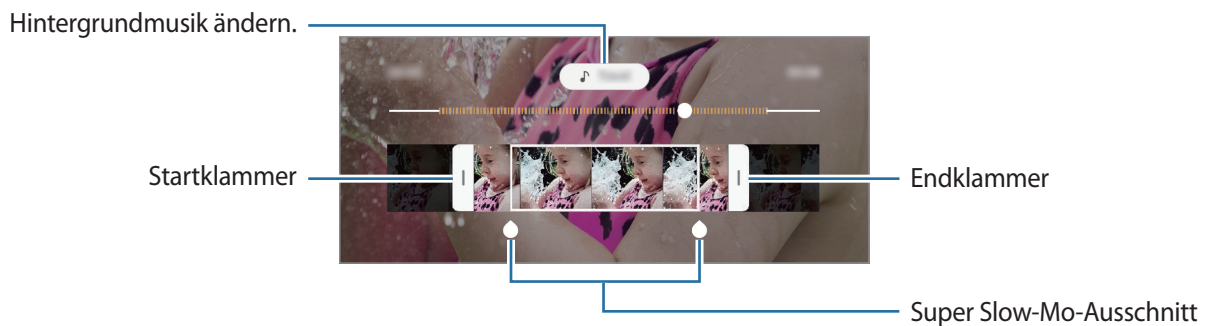 Hintergrundmusik ändern.
Startklammer
Endklammer
Super Slow-Mo-Ausschnitt